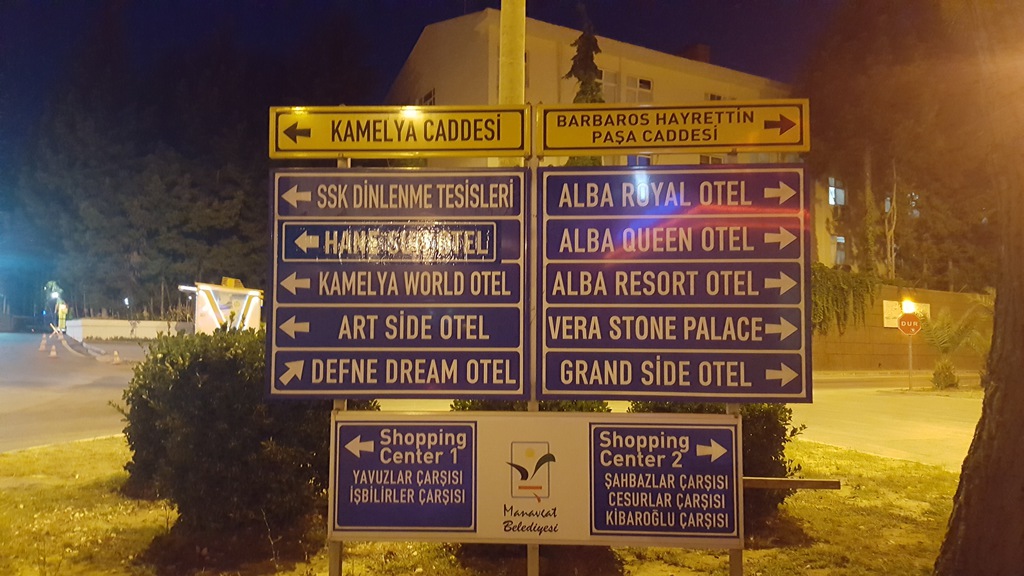 KAMELYA CADDESİ
BARBAROS HAYRETTİN
PAŞA CADDESİ
SSK DİNLENME TESİSLERİ
OTEL
KAMELYA WORLD OTEL
ART SİDE OTEL
DEFNE DREAM OTEL
ALBA ROYAL OTEL
ALBA QUEEN OTEL
ALBA RESORT OTEL
VERA STONE PALACE
GRAND SİDE OTEL
Shopping
Center 1
YAVUZLAR ÇARŞISI
İŞBİLİRLER ÇARŞISI
Manavgat
Belediyesi
Shopping
Center 2
ŞAHBAZLAR ÇARŞISI
CESURLAR ÇARŞISI
KİBAROĞLU ÇARŞISI
DUR